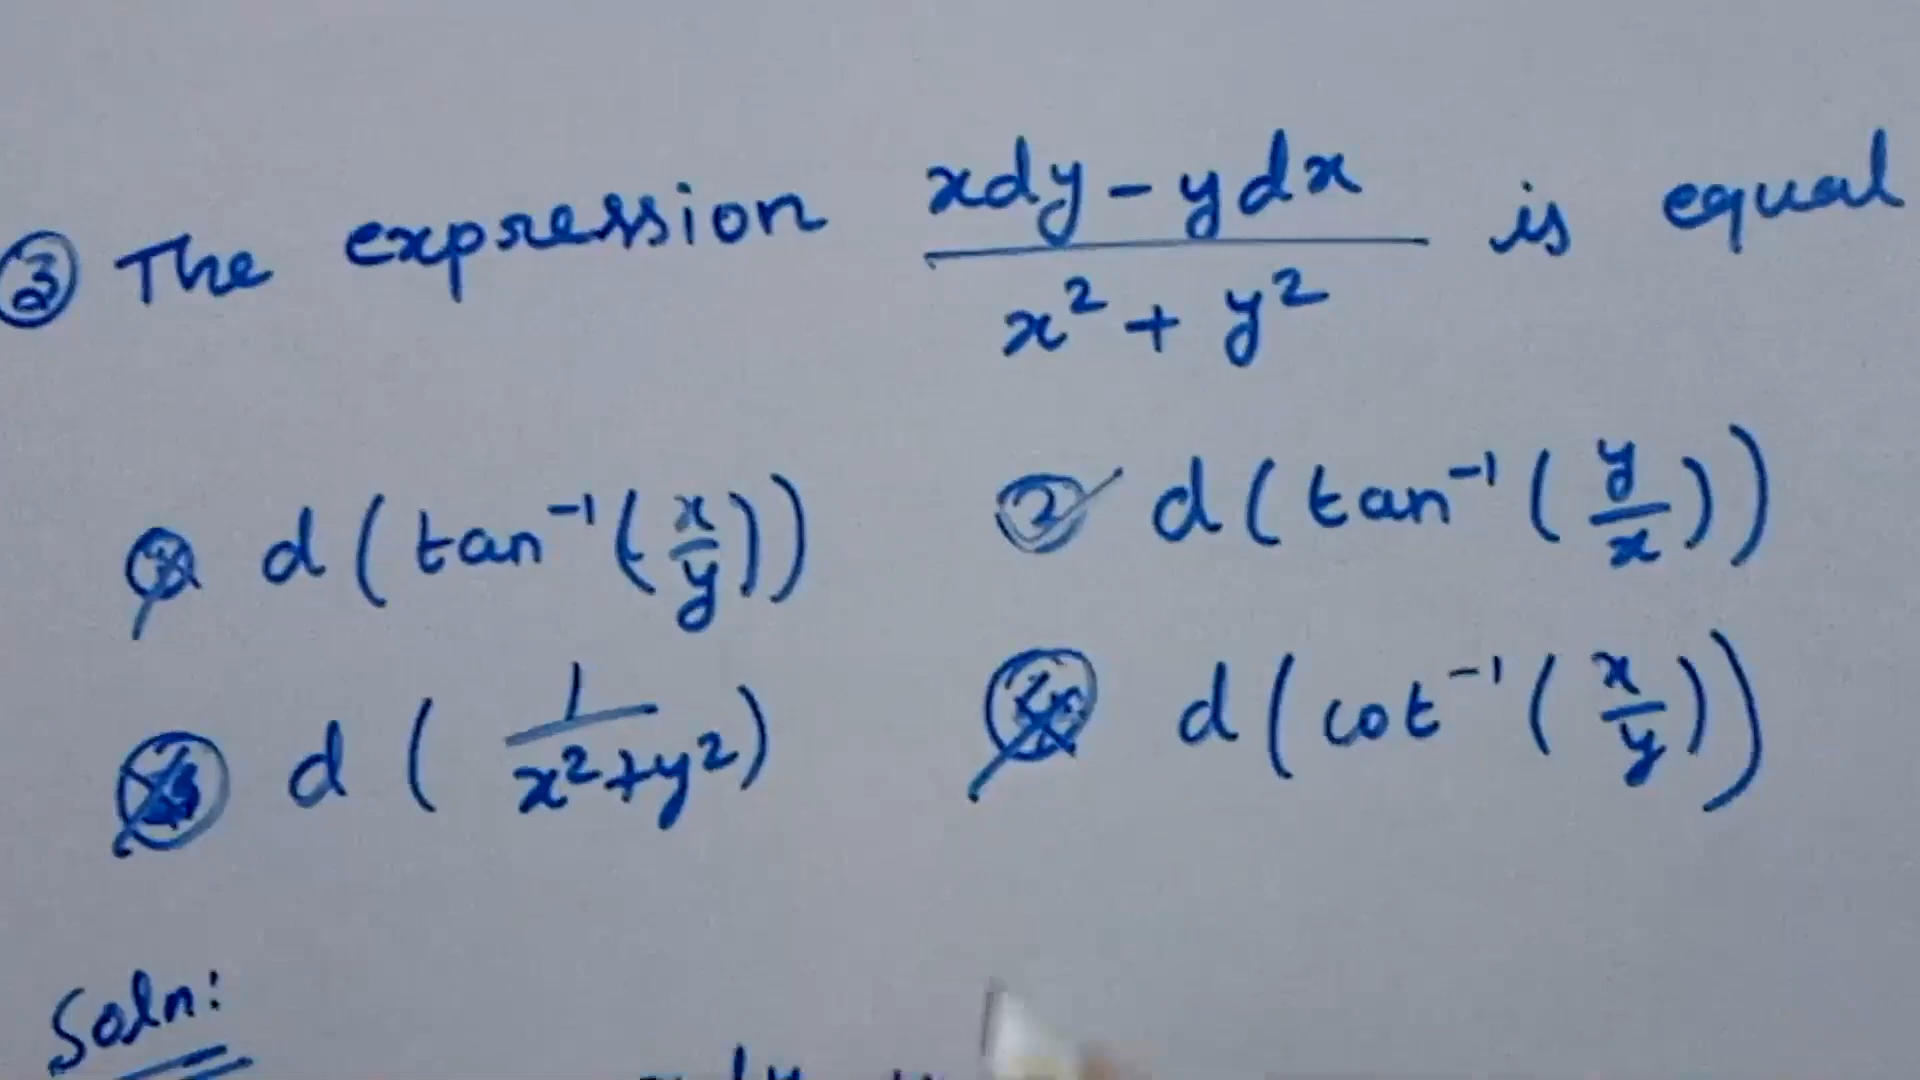 ③ The expression xdy-ydx/x²+y² is equal
d(tan⁻¹(x/y)) ② d(tan⁻¹(y/x))
d(1/x²+y²) d(cot⁻¹(x/y))
Soln: